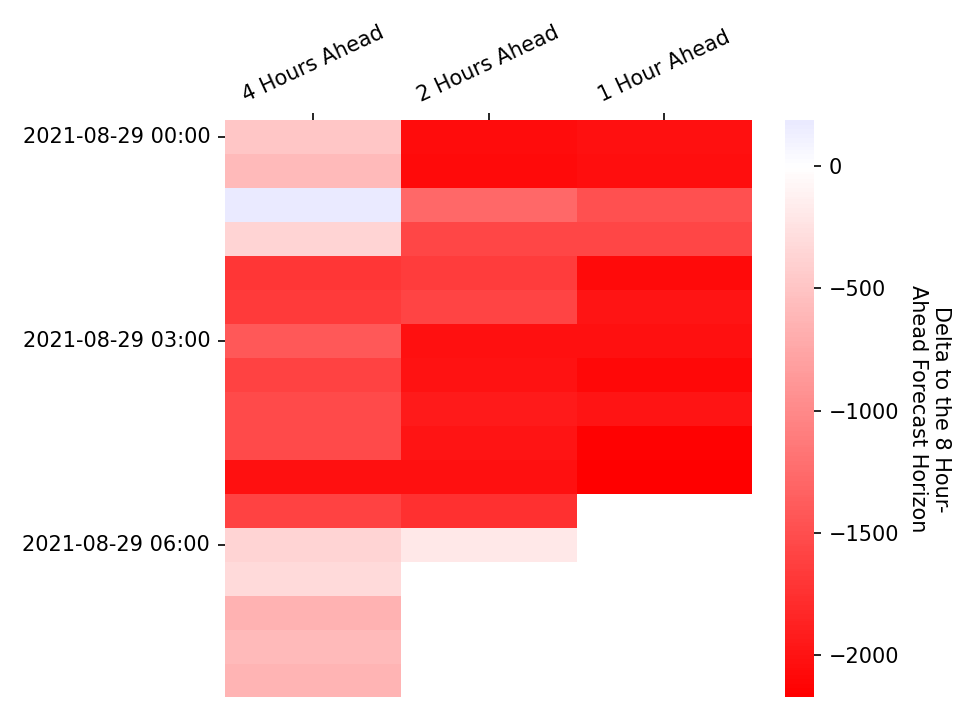 4 Hours Ahead
2 Hours Ahead
1 Hour Ahead
2021-08-29 00:00
2021-08-29 03:00
2021-08-29 06:00
0
−500
−1000
−1500
−2000
Delta to the 8 Hour-
Ahead Forecast Horizon